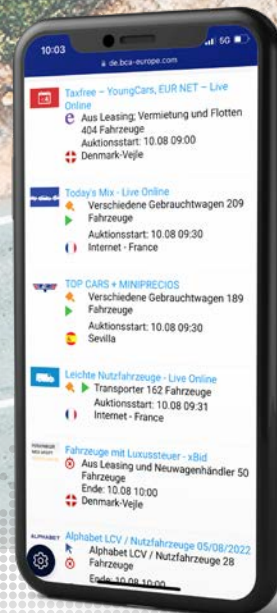 10:03
5G
de.bca-europe.com
Taxfree – YoungCars, EUR NET – Live
Online
Aus Leasing; Vermietung und Flotten
404 Fahrzeuge
Auktionsstart: 10.08 09:00
Denmark-Vejle
Today's Mix - Live Online
Verschiedene Gebrauchtwagen 209
Fahrzeuge
Auktionsstart: 10.08 09:30
Internet - France
TOP CARS + MINIPRECIOS
Verschiedene Gebrauchtwagen 189
Fahrzeuge
Auktionsstart: 10.08 09:30
Sevilla
Leichte Nutzfahrzeuge - Live Online
Transporter 162 Fahrzeuge
Auktionsstart: 10.08 09:31
Internet - France
Fahrzeuge mit Luxussteuer - xBid
Aus Leasing und Neuwagenhändler 50
Fahrzeuge
Ende: 10.08 10:00
Denmark-Vejle
ALPHABET
Alphabet LCV / Nutzfahrzeuge 05/08/2022
Alphabet LCV / Nutzfahrzeuge 28
Fahrzeuge
Ende: 10.08 10:00